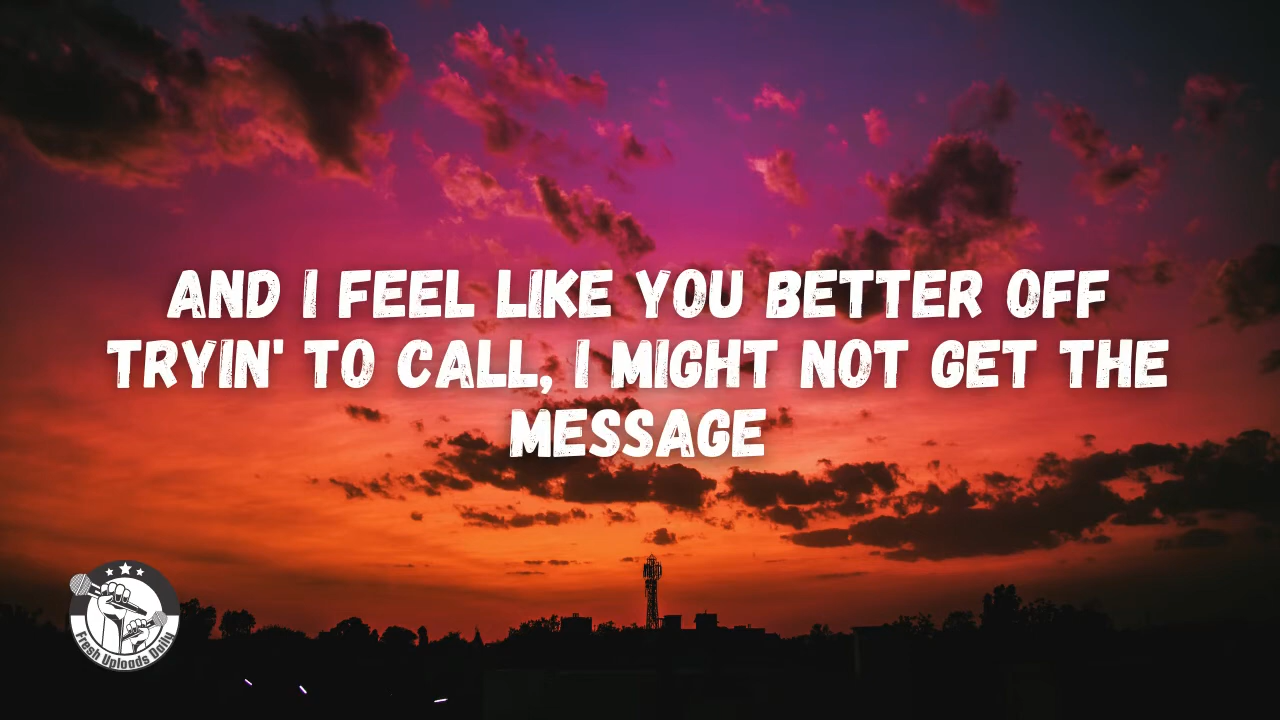 AND I FEEL LIKE YOU BETTER OFF
TRYIN' TO CALL, I MIGHT NOT GET THE
MESSAGE
Fresh Uploads Daily